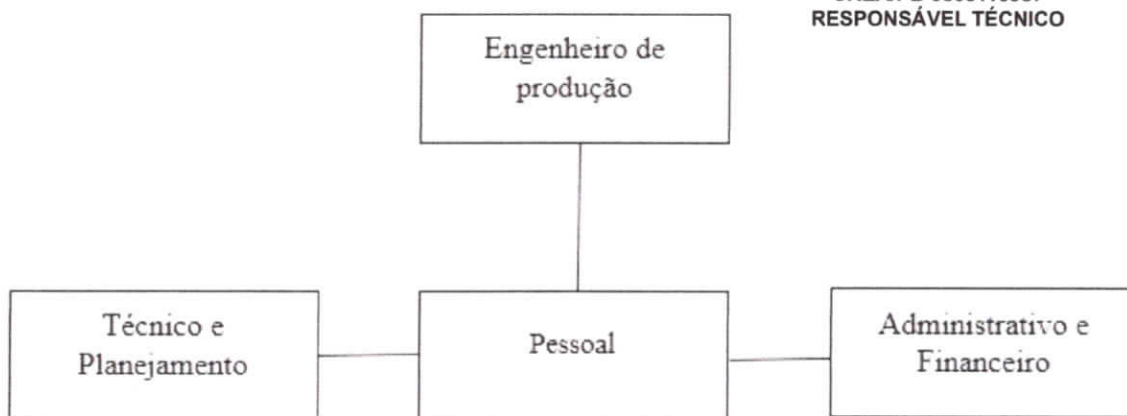 RESPONSÁVEL TÉCNICO
Engenheiro de
produção
Técnico e
Planejamento
Pessoal
Administrativo e
Financeiro